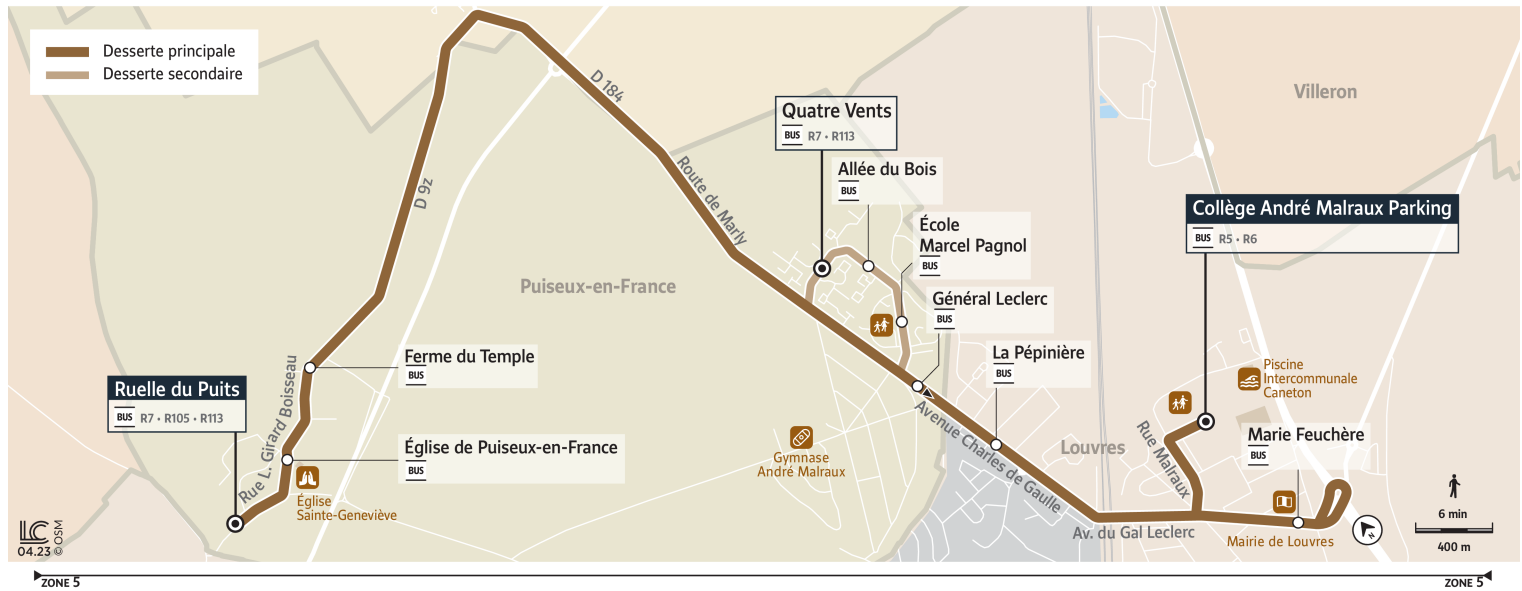 Desserte principale
Desserte secondaire
Villeron
D 184
Quatre Vents
BUS R7 • R113
Allée du Bois
BUS
D 9z
Route de Marly
École
Marcel Pagnol
BUS
Collège André Malraux Parking
BUS R5 • R6
Puiseux-en-France
Général Leclerc
BUS
Ferme du Temple
BUS
La Pépinière
BUS
Piscine
Intercommunale
Caneton
Ruelle du Puits
BUS R7 • R105 • R113
Rue L. Girard Boisseau
Église de Puiseux-en-France
BUS
Avenue Charles de Gaulle
Louvres
Rue Malraux
Marie Feuchère
BUS
Gymnase
André Malraux
Église
Sainte-Geneviève
Av. du Gal Leclerc
Mairie de Louvres
N
6 min
400 m
LC
04.23 © OSM
ZONE 5
ZONE 5